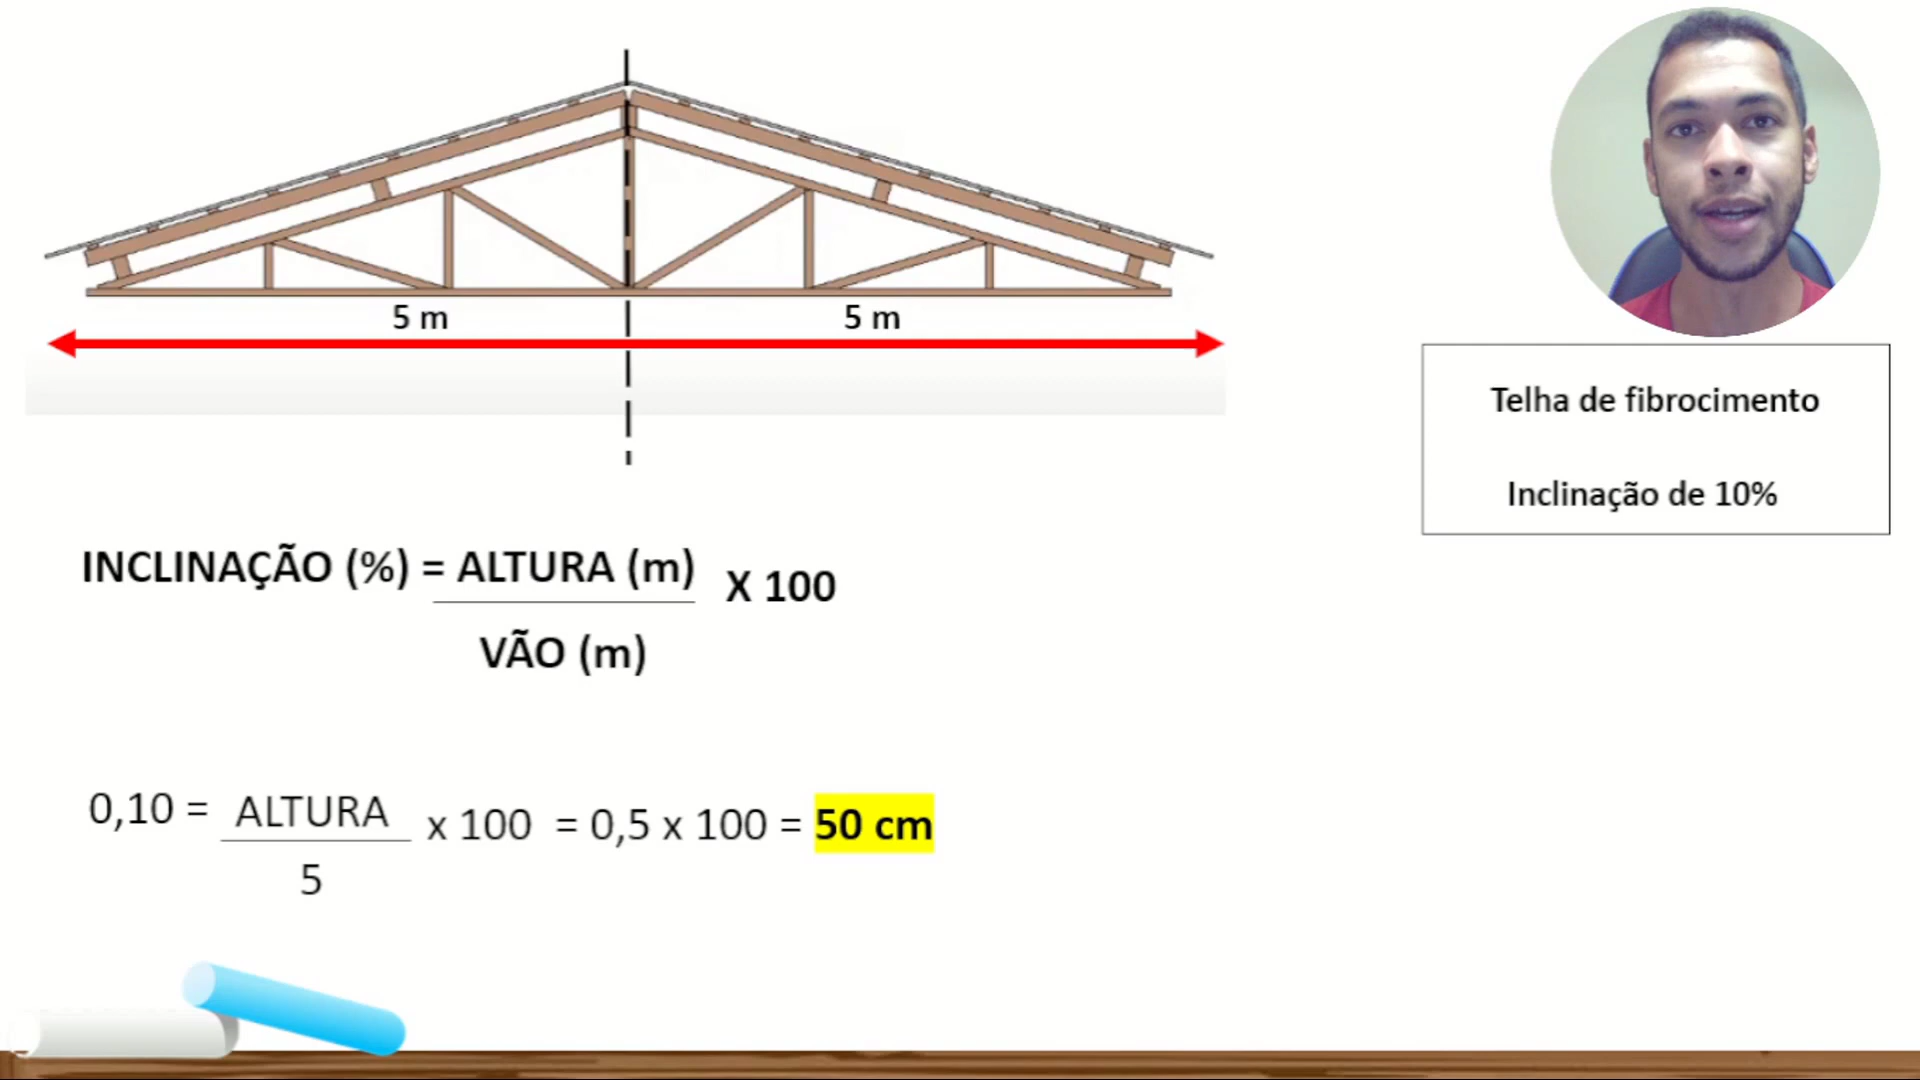 5 m
5 m
Telha de fibrocimento
Inclinação de 10%
INCLINAÇÃO (%) = ALTURA (m) X 100
VÃO (m)
0,10 = ALTURA x 100 = 0,5 x 100 = 50 cm
5